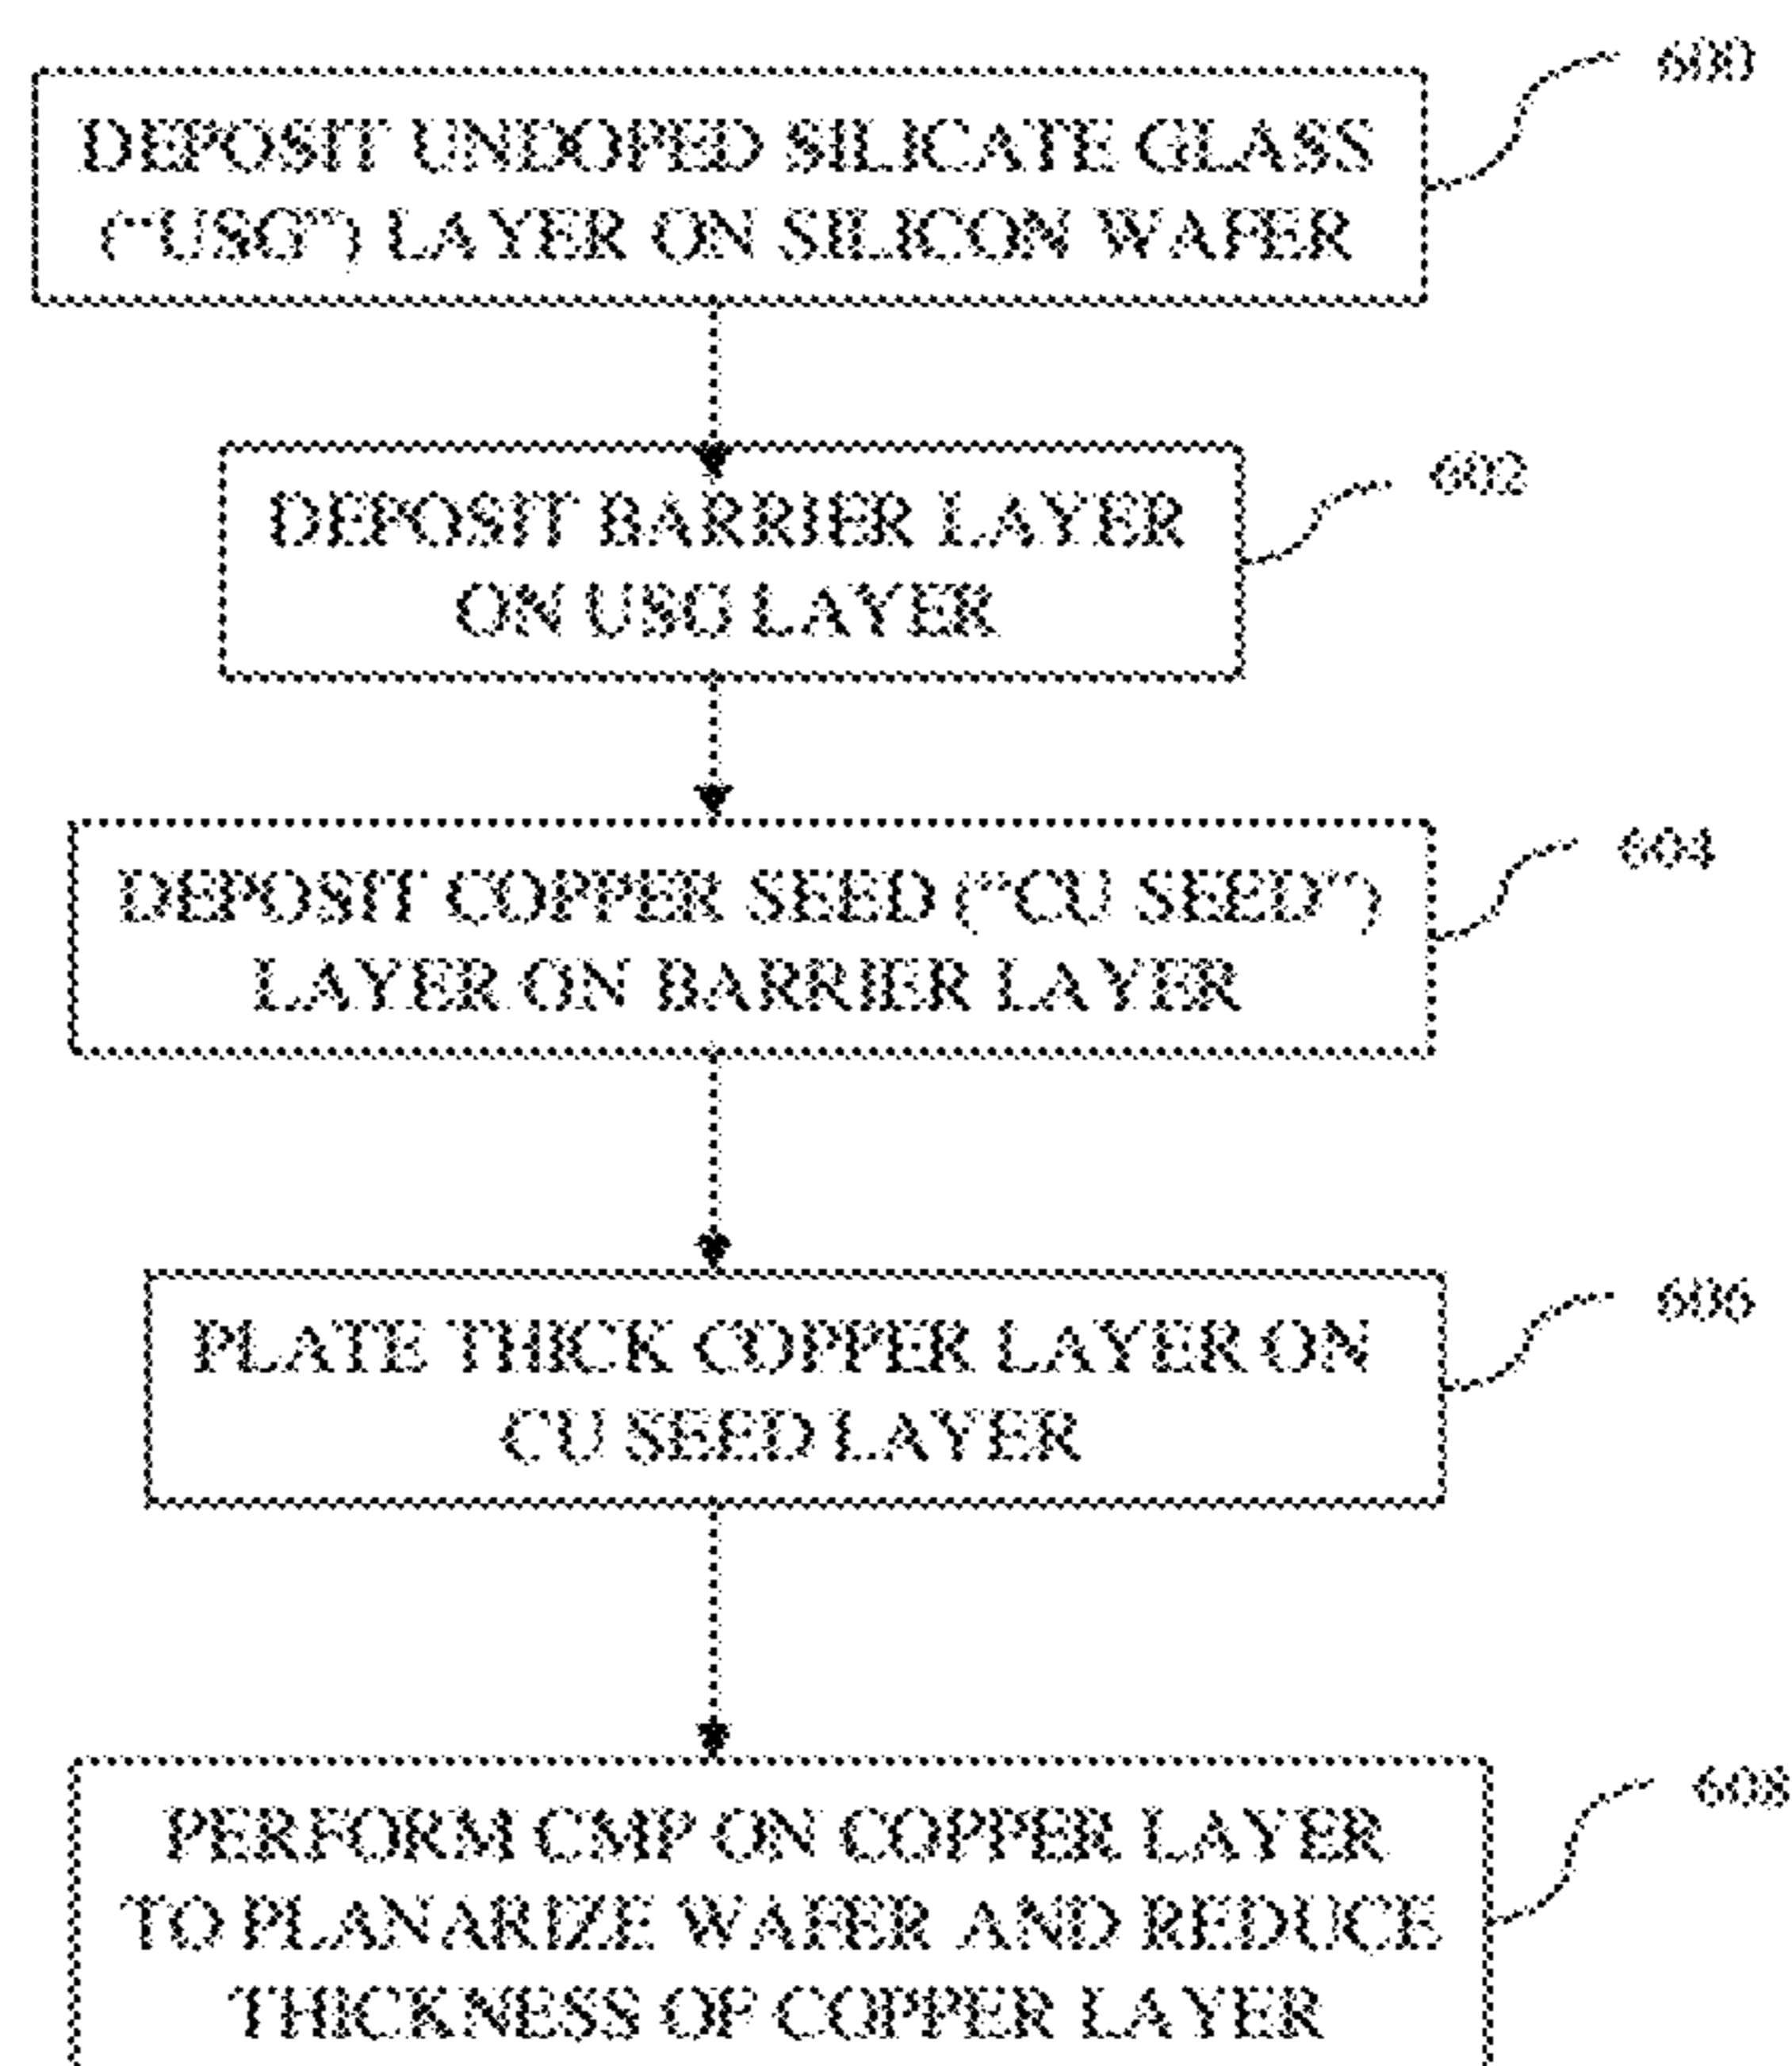 600
DEPOSIT UNDOPED SILICATE GLASS
("USG") LAYER ON SILICON WAFER
602
DEPOSIT BARRIER LAYER
ON USG LAYER
604
DEPOSIT COPPER SEED ("CU SEED")
LAYER ON BARRIER LAYER
606
PLATE THICK COPPER LAYER ON
CU SEED LAYER
608
PERFORM CMP ON COPPER LAYER
TO PLANARIZE WAFER AND REDUCE
THICKNESS OF COPPER LAYER